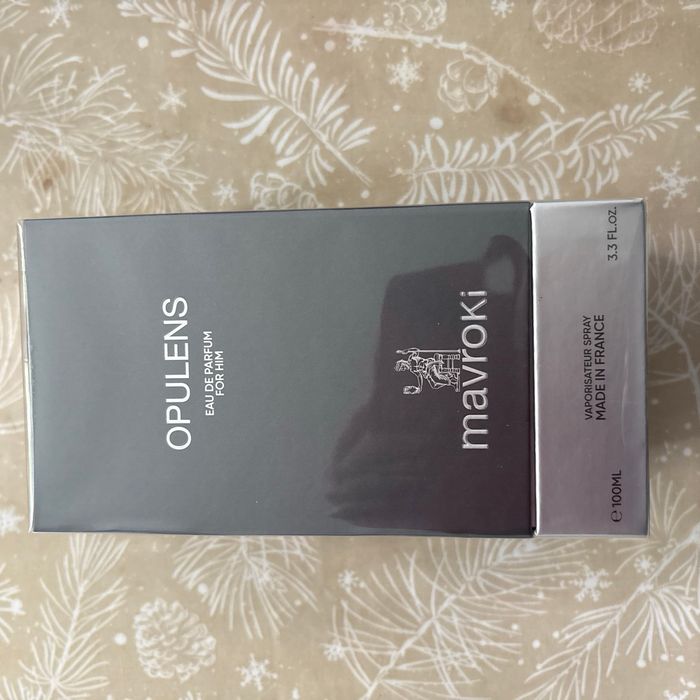 OPULENS
EAU DE PARFUM
FOR HIM
mavroKi
VAPORISATEUR SPRAY
MADE IN FRANCE
℮ 100ML
3.3 FL.OZ.